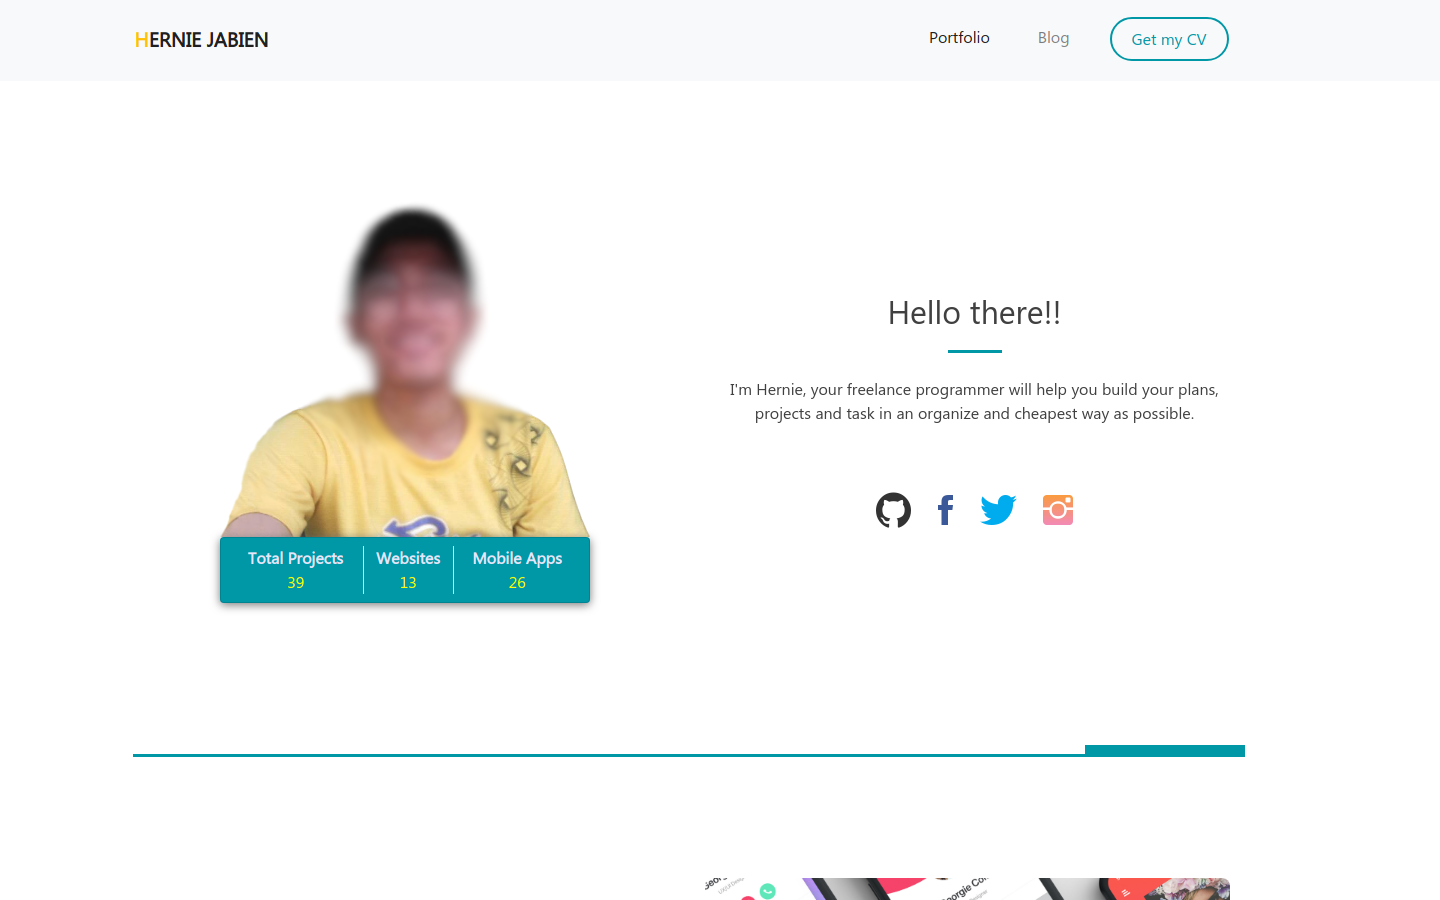 HERNIE JABIEN
Portfolio
Blog
Get my CV
Hello there!!
I'm Hernie, your freelance programmer will help you build your plans,
projects and task in an organize and cheapest way as possible.
Total Projects
39
Websites
13
Mobile Apps
26